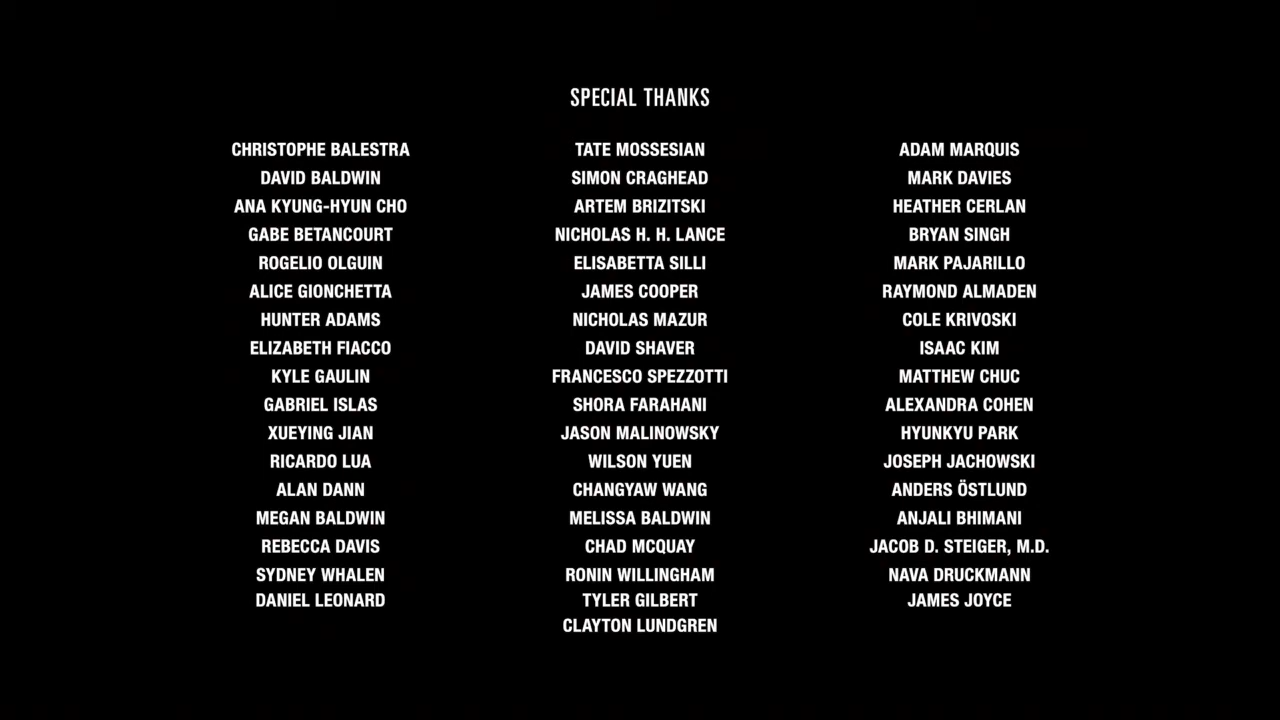 SPECIAL THANKS
CHRISTOPHE BALESTRA
DAVID BALDWIN
ANA KYUNG-HYUN CHO
GABE BETANCOURT
ROGELIO OLGUIN
ALICE GIONCHETTA
HUNTER ADAMS
ELIZABETH FIACCO
KYLE GAULIN
GABRIEL ISLAS
XUEYING JIAN
RICARDO LUA
ALAN DANN
MEGAN BALDWIN
REBECCA DAVIS
SYDNEY WHALEN
DANIEL LEONARD
TATE MOSSESIAN
SIMON CRAGHEAD
ARTEM BRIZITSKI
NICHOLAS H. H. LANCE
ELISABETTA SILLI
JAMES COOPER
NICHOLAS MAZUR
DAVID SHAVER
FRANCESCO SPEZZOTTI
SHORA FARAHANI
JASON MALINOWSKY
WILSON YUEN
CHANGYAW WANG
MELISSA BALDWIN
CHAD MCQUAY
RONIN WILLINGHAM
TYLER GILBERT
CLAYTON LUNDGREN
ADAM MARQUIS
MARK DAVIES
HEATHER CERLAN
BRYAN SINGH
MARK PAJARILLO
RAYMOND ALMADEN
COLE KRIVOSKI
ISAAC KIM
MATTHEW CHUC
ALEXANDRA COHEN
HYUNKYU PARK
JOSEPH JACHOWSKI
ANDERS ÖSTLUND
ANJALI BHIMANI
JACOB D. STEIGER, M.D.
NAVA DRUCKMANN
JAMES JOYCE